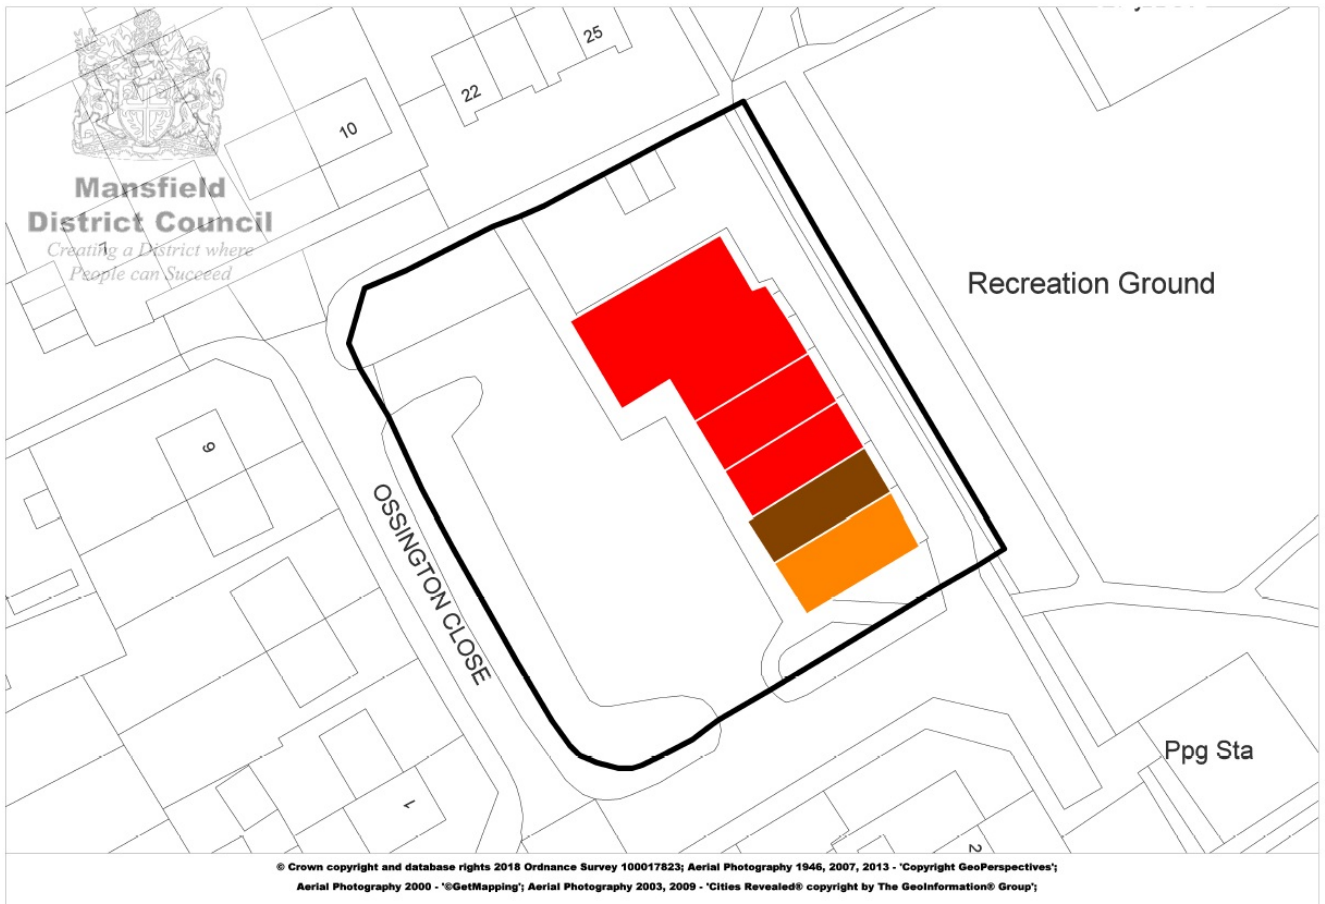 25
22
10
Mansfield
District Council
Creating a District where
People can Succeed
7
Recreation Ground
9
OSSINGTON CLOSE
Ppg Sta
1
2
© Crown copyright and database rights 2018 Ordnance Survey 100017823; Aerial Photography 1946, 2007, 2013 - 'Copyright GeoPerspectives';
Aerial Photography 2000 - '©GetMapping'; Aerial Photography 2003, 2009 - 'Cities Revealed® copyright by The GeoInformation® Group';